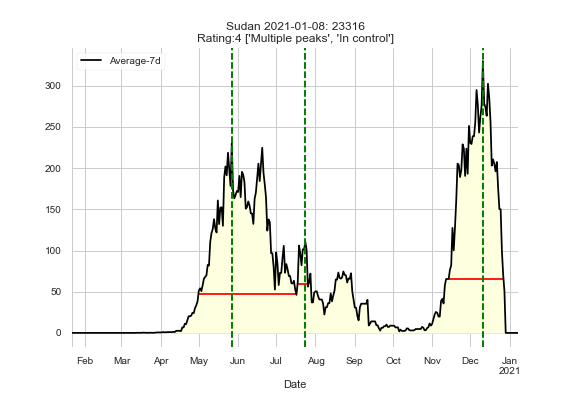 Sudan 2021-01-08: 23316
Rating:4 ['Multiple peaks', 'In control']
Average-7d
300
250
200
150
100
50
0
Feb Mar Apr May Jun Jul Aug Sep Oct Nov Dec Jan
2021
Date